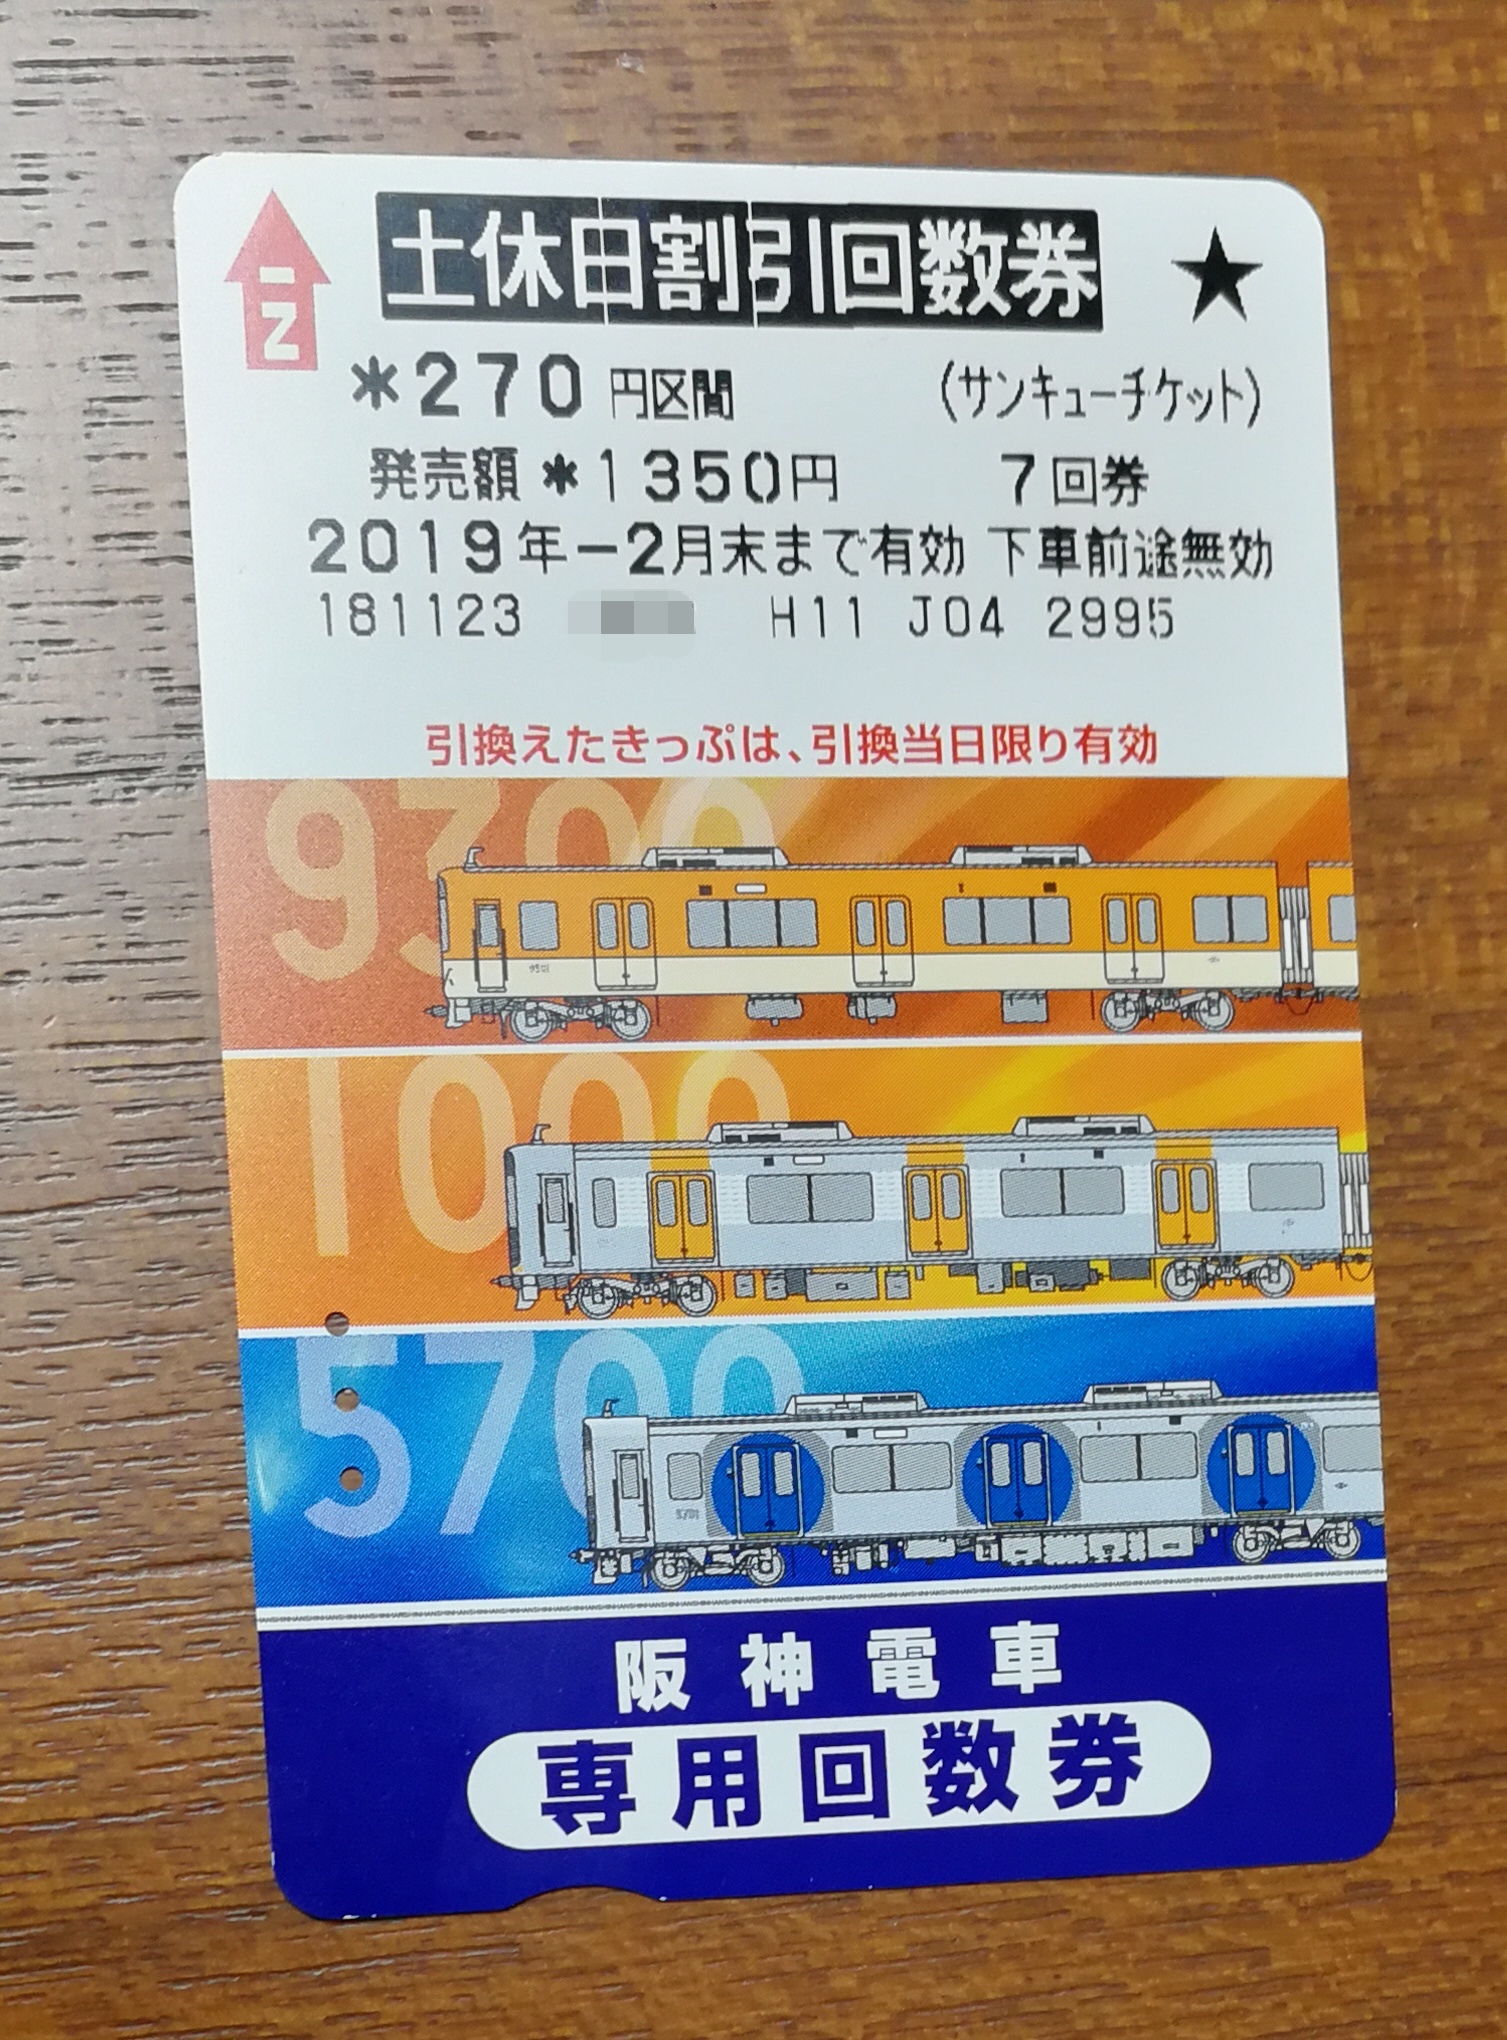 土休日割引回数券 ★
IN
*270円区間 (サンキューチケット)
発売額*1350円 7回券
2019年-2月末まで有効 下車前途無効
181123 H11 J04 2995
引換えたきっぷは、引換当日限り有効
9300
9501
1000
5700
5701
阪神電車
専用回数券